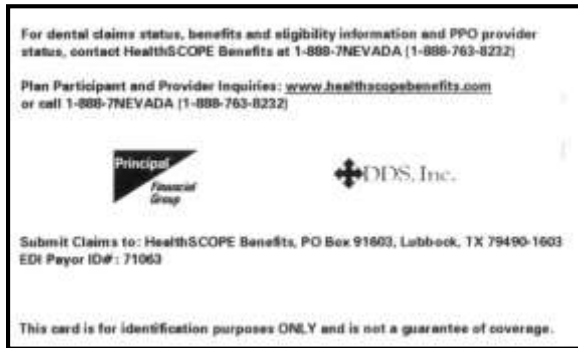 For dental claims status, benefits and eligibility information and PPO provider
status, contact HealthSCOPE Benefits at 1-888-7NEVADA (1-888-763-8232)
Plan Participant and Provider Inquiries: www.healthscopebenefits.com
or call 1-888-7NEVADA (1-888-763-8232)
Principal
Financial
Group
DDS, Inc.
Submit Claims to: HealthSCOPE Benefits, PO Box 91603, Lubbock, TX 79490-1603
EDI Payor ID#: 71063
This card is for identification purposes ONLY and is not a guarantee of coverage.